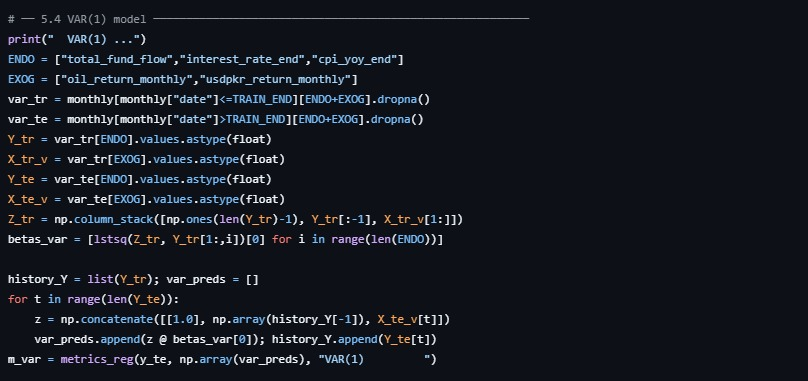 # ── 5.4 VAR(1) model ──────────────────────────────────────────────────────────
print("  VAR(1) ...")
ENDO = ["total_fund_flow","interest_rate_end","cpi_yoy_end"]
EXOG = ["oil_return_monthly","usdpkr_return_monthly"]
var_tr = monthly[monthly["date"]<=TRAIN_END][ENDO+EXOG].dropna()
var_te = monthly[monthly["date"]>TRAIN_END][ENDO+EXOG].dropna()
Y_tr = var_tr[ENDO].values.astype(float)
X_tr_v = var_tr[EXOG].values.astype(float)
Y_te = var_te[ENDO].values.astype(float)
X_te_v = var_te[EXOG].values.astype(float)
Z_tr = np.column_stack([np.ones(len(Y_tr)-1), Y_tr[:-1], X_tr_v[1:]])
betas_var = [lstsq(Z_tr, Y_tr[1:,i])[0] for i in range(len(ENDO))]

history_Y = list(Y_tr); var_preds = []
for t in range(len(Y_te)):
    z = np.concatenate([[1.0], np.array(history_Y[-1]), X_te_v[t]])
    var_preds.append(z @ betas_var[0]); history_Y.append(Y_te[t])
m_var = metrics_reg(y_te, np.array(var_preds), "VAR(1)         ")